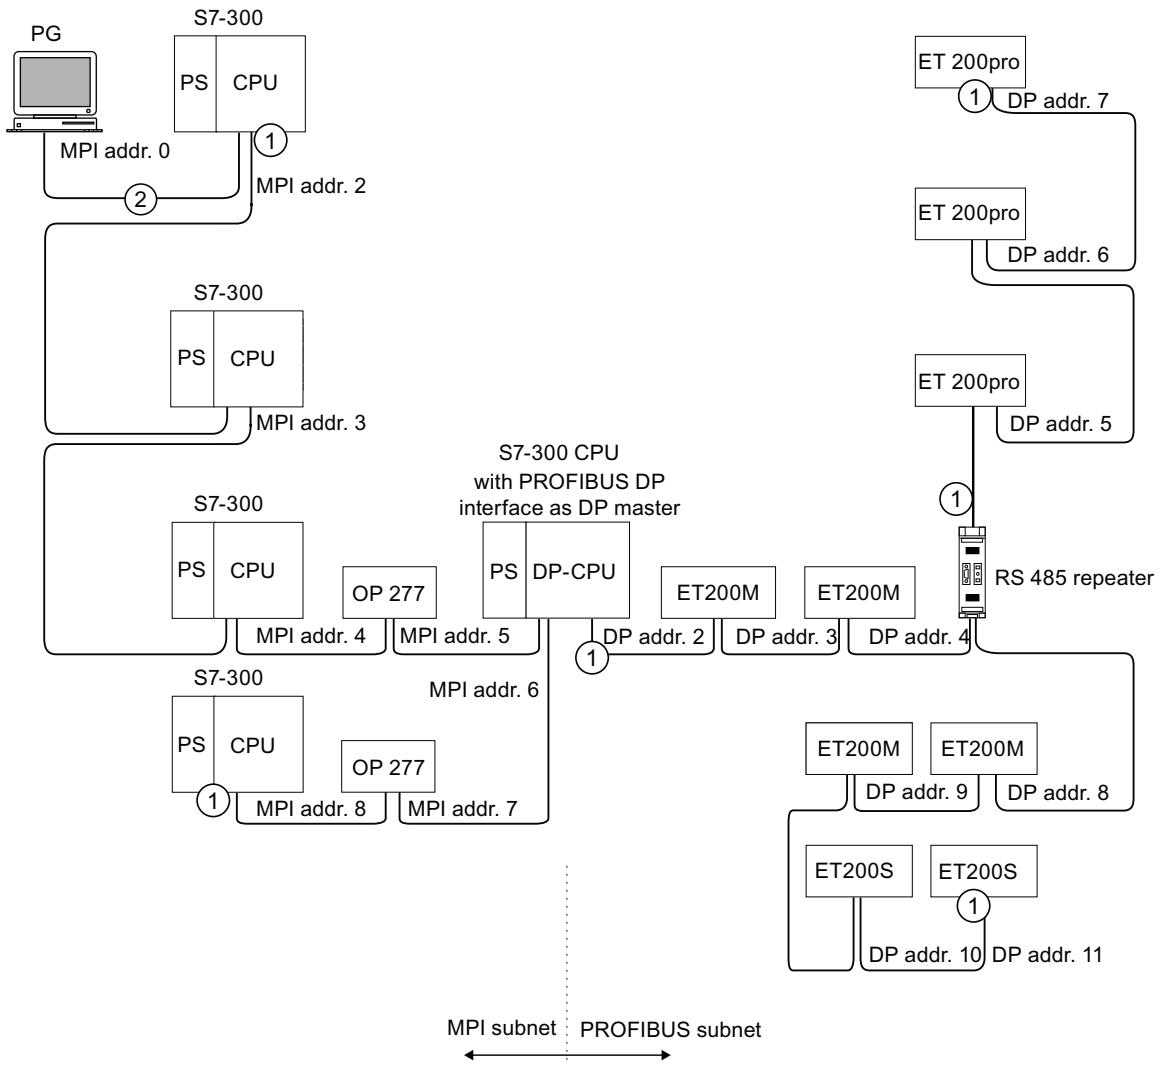 S7-300
PG
PS
CPU
1
MPI addr. 0
MPI addr. 2
2
S7-300
PS
CPU
MPI addr. 3
S7-300
PS
CPU
OP 277
MPI addr. 4
MPI addr. 5
S7-300 CPU
with PROFIBUS DP
interface as DP master
PS
DP-CPU
1
MPI addr. 6
S7-300
PS
CPU
1
OP 277
MPI addr. 8
MPI addr. 7
ET200M
ET200M
DP addr. 2
DP addr. 3
DP addr. 4
ET 200pro
1
DP addr. 7
ET 200pro
DP addr. 6
ET 200pro
DP addr. 5
1
RS 485 repeater
ET200M
ET200M
DP addr. 9
DP addr. 8
ET200S
ET200S
1
DP addr. 10
DP addr. 11
MPI subnet
PROFIBUS subnet